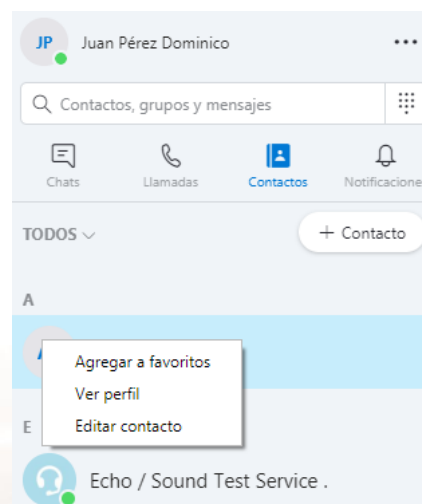 JP Juan Pérez Dominico
Contactos, grupos y mensajes
Chats Llamadas Contactos Notificacione
TODOS + Contacto
A
Agregar a favoritos
Ver perfil
E Editar contacto
Echo / Sound Test Service .